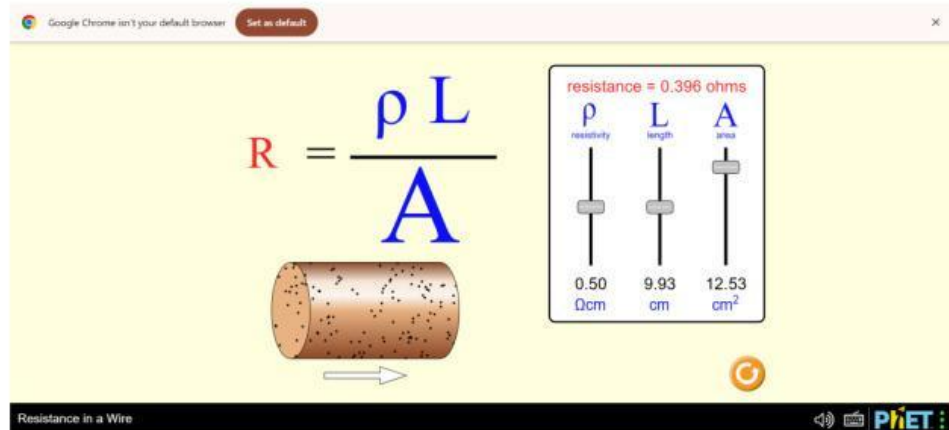 Google Chrome isn't your default browser Set as default
R = ρ L
A
resistance = 0.396 ohms
ρ L A
resistivity length area
0.50 9.93 12.53
Ωcm cm cm²
Resistance in a Wire
PhET